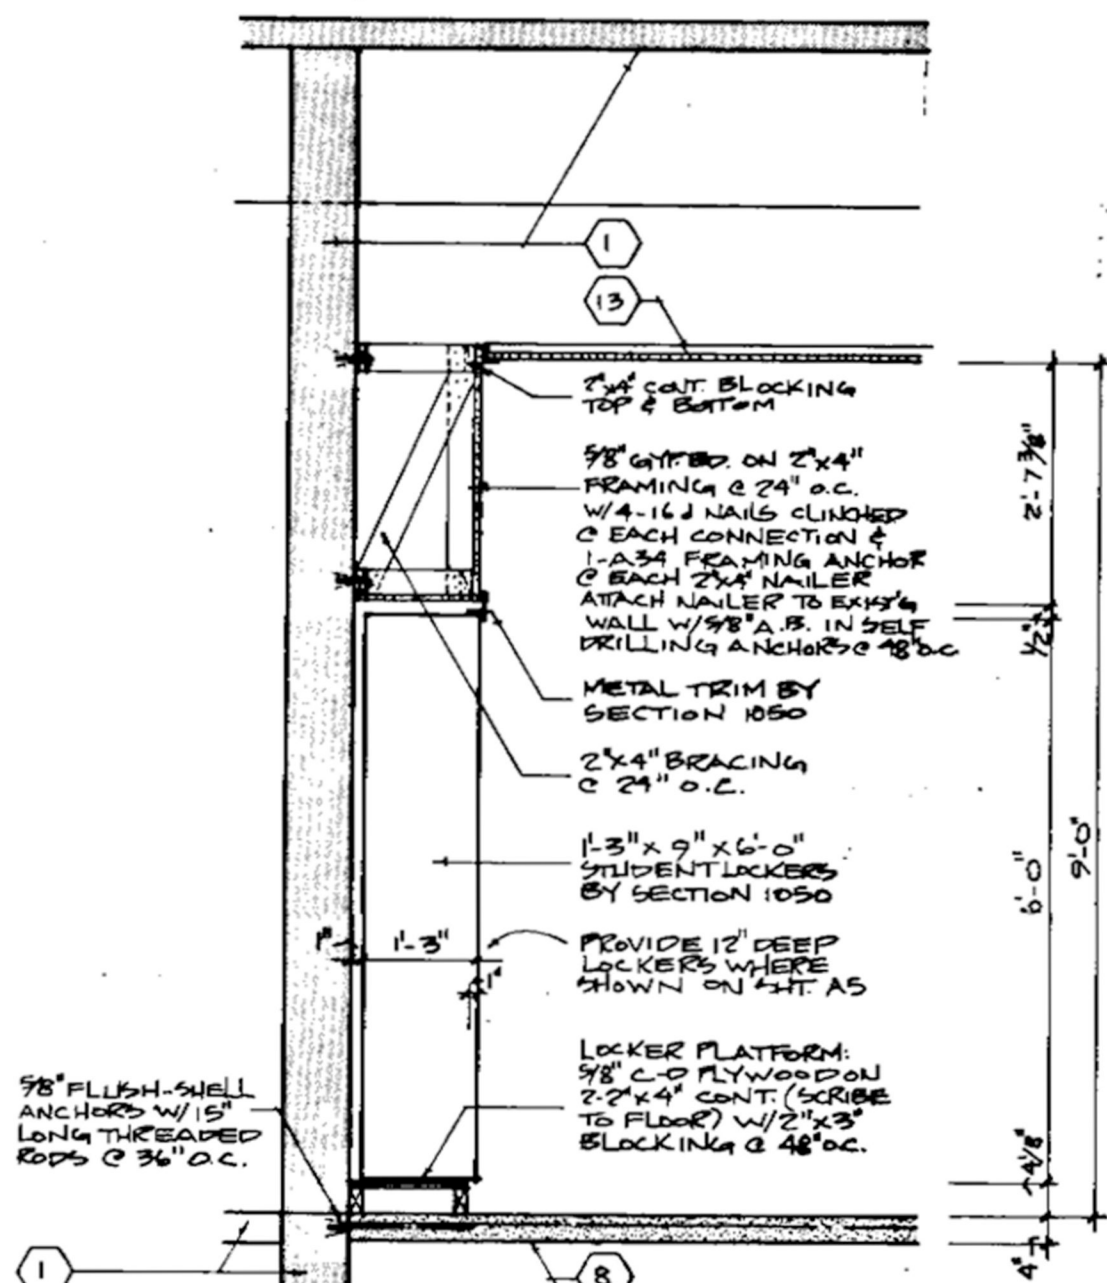 1
13
2"x4" CONT. BLOCKING
TOP & BOTTOM
5/8" GYP.BD. ON 2"x4"
FRAMING @ 24" O.C.
W/4-16d NAILS CLINCHED
@ EACH CONNECTION &
1-A34 FRAMING ANCHOR
@ EACH 2"x4" NAILER
ATTACH NAILER TO EXIST'G
WALL W/5/8" A.B. IN SELF
DRILLING ANCHORS @ 48" O.C
METAL TRIM BY
SECTION 1050
2"x4" BRACING
@ 24" O.C.
1'-3" x 9" x 6'-0"
STUDENT LOCKERS
BY SECTION 1050
PROVIDE 12" DEEP
LOCKERS WHERE
SHOWN ON SHT. A5
LOCKER PLATFORM:
5/8" C-D PLYWOOD ON
2-2"x4" CONT. (SCRIBE
TO FLOOR) W/2"x3"
BLOCKING @ 48" O.C.
1"
1'-3"
1"
5/8" FLUSH-SHELL
ANCHORS W/15"
LONG THREADED
RODS @ 36" O.C.
1
8
2'-7 3/8"
1/2"
6'-0"
9'-0"
4 1/8"
4"